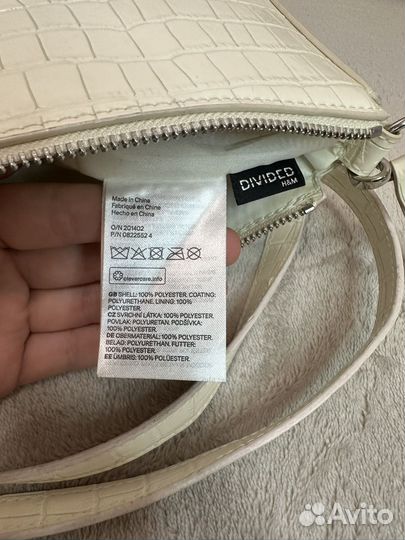 Made in China
Fabriqué en Chine
Hecho en China
O/N 201402
P/N 0822552 4
clevercare.info
GB SHELL: 100% POLYESTER. COATING:
POLYURETHANE. LINING: 100%
POLYESTER.
CZ SVRCHNÍ LÁTKA: 100% POLYESTER.
POVLAK: POLYURETAN. PODŠÍVKA:
100% POLYESTER.
DE OBERMATERIAL: 100% POLYESTER.
BELAG: POLYURETHAN. FUTTER:
100% POLYESTER.
EE ÜMBRIS: 100% POLÜESTER.
DIVIDED
H&M
Avito